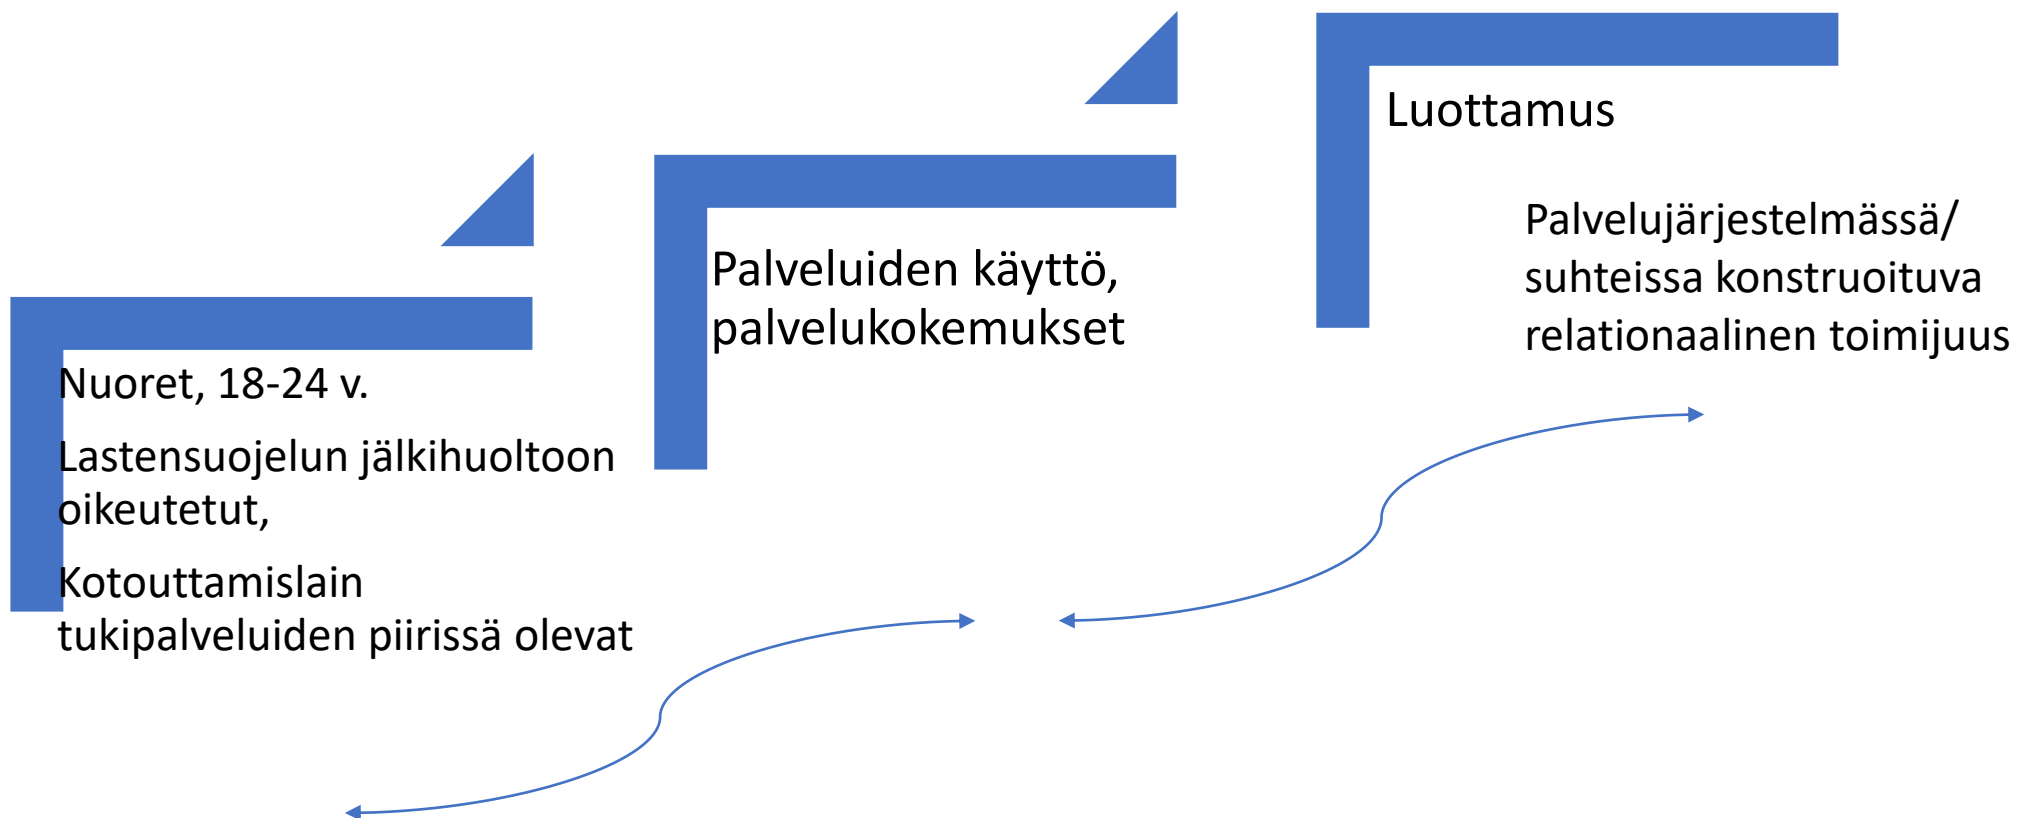 Nuoret, 18-24 v.
Lastensuojelun jälkihuoltoon
oikeutetut,
Kotouttamislain
tukipalveluiden piirissä olevat
Palveluiden käyttö,
palvelukokemukset
Luottamus
Palvelujärjestelmässä/
suhteissa konstruoituva
relationaalinen toimijuus